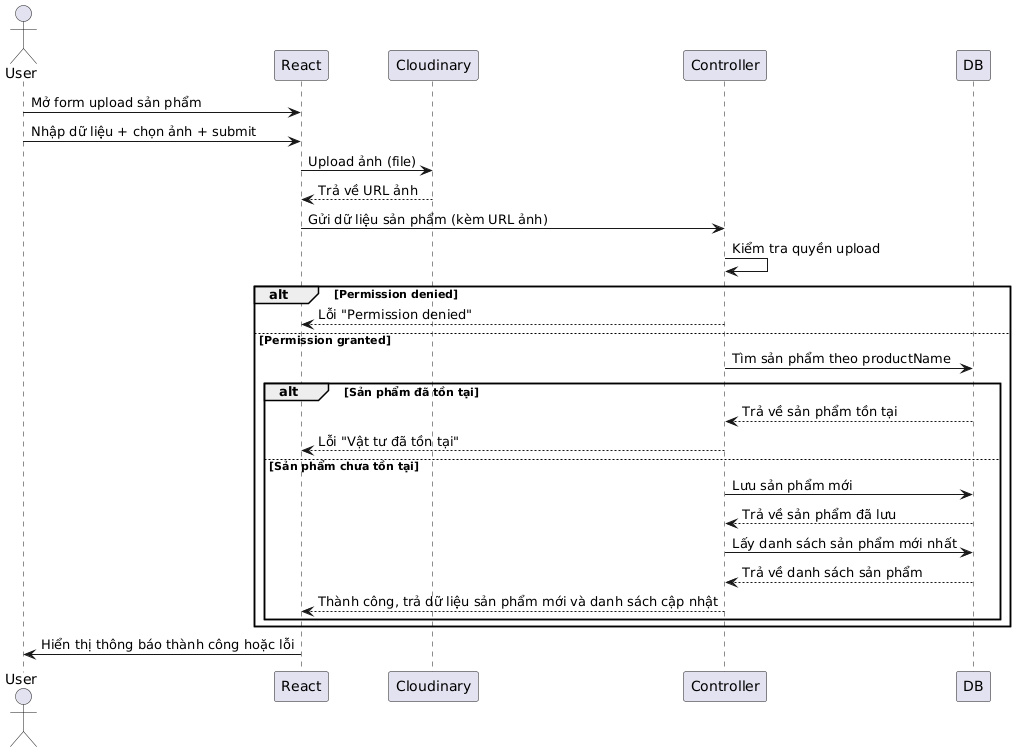 User
React
Cloudinary
Controller
DB
Mở form upload sản phẩm
Nhập dữ liệu + chọn ảnh + submit
Upload ảnh (file)
Trả về URL ảnh
Gửi dữ liệu sản phẩm (kèm URL ảnh)
Kiểm tra quyền upload
alt [Permission denied]
Lỗi "Permission denied"
[Permission granted]
Tìm sản phẩm theo productName
alt [Sản phẩm đã tồn tại]
Trả về sản phẩm tồn tại
Lỗi "Vật tư đã tồn tại"
[Sản phẩm chưa tồn tại]
Lưu sản phẩm mới
Trả về sản phẩm đã lưu
Lấy danh sách sản phẩm mới nhất
Trả về danh sách sản phẩm
Thành công, trả dữ liệu sản phẩm mới và danh sách cập nhật
Hiển thị thông báo thành công hoặc lỗi
User
React
Cloudinary
Controller
DB